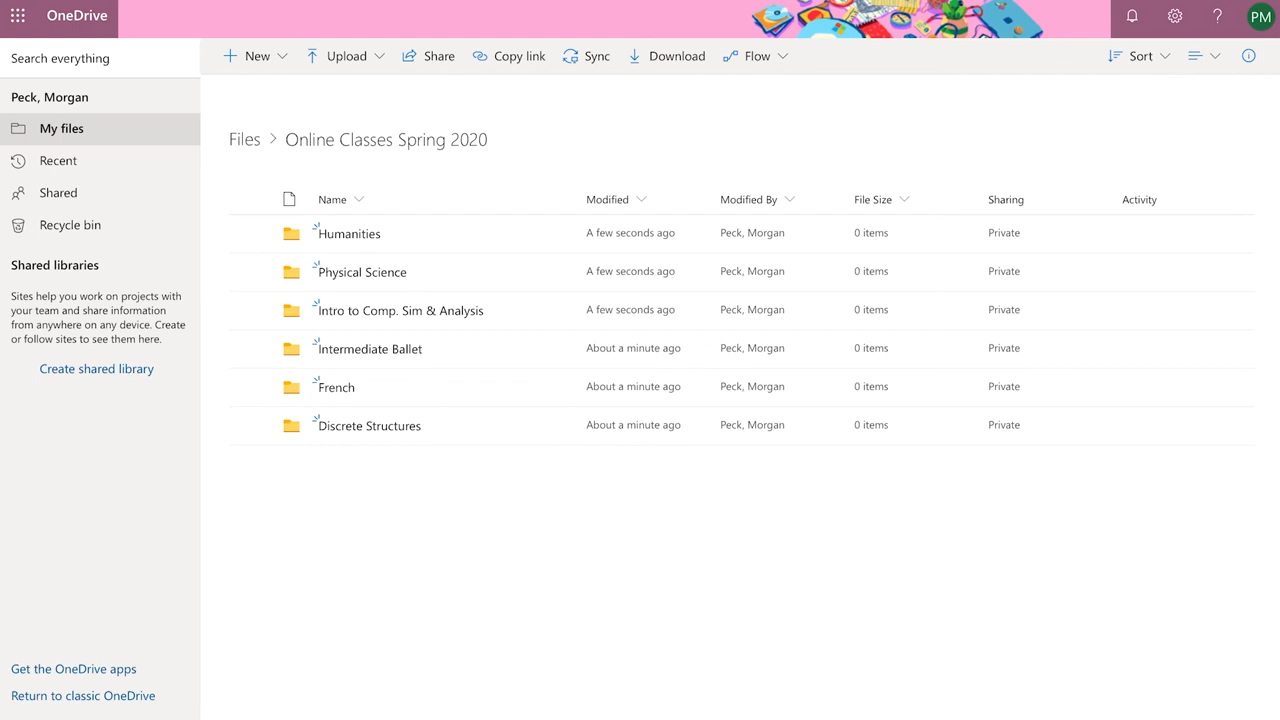 OneDrive
PM
Search everything
New
Upload
Share
Copy link
Sync
Download
Flow
Sort
Peck, Morgan
My files
Recent
Shared
Recycle bin
Shared libraries
Sites help you work on projects with
your team and share information
from anywhere on any device. Create
or follow sites to see them here.
Create shared library
Get the OneDrive apps
Return to classic OneDrive
Files > Online Classes Spring 2020
Name Modified Modified By File Size Sharing Activity
Humanities A few seconds ago Peck, Morgan 0 items Private
Physical Science A few seconds ago Peck, Morgan 0 items Private
Intro to Comp. Sim & Analysis A few seconds ago Peck, Morgan 0 items Private
Intermediate Ballet About a minute ago Peck, Morgan 0 items Private
French About a minute ago Peck, Morgan 0 items Private
Discrete Structures About a minute ago Peck, Morgan 0 items Private